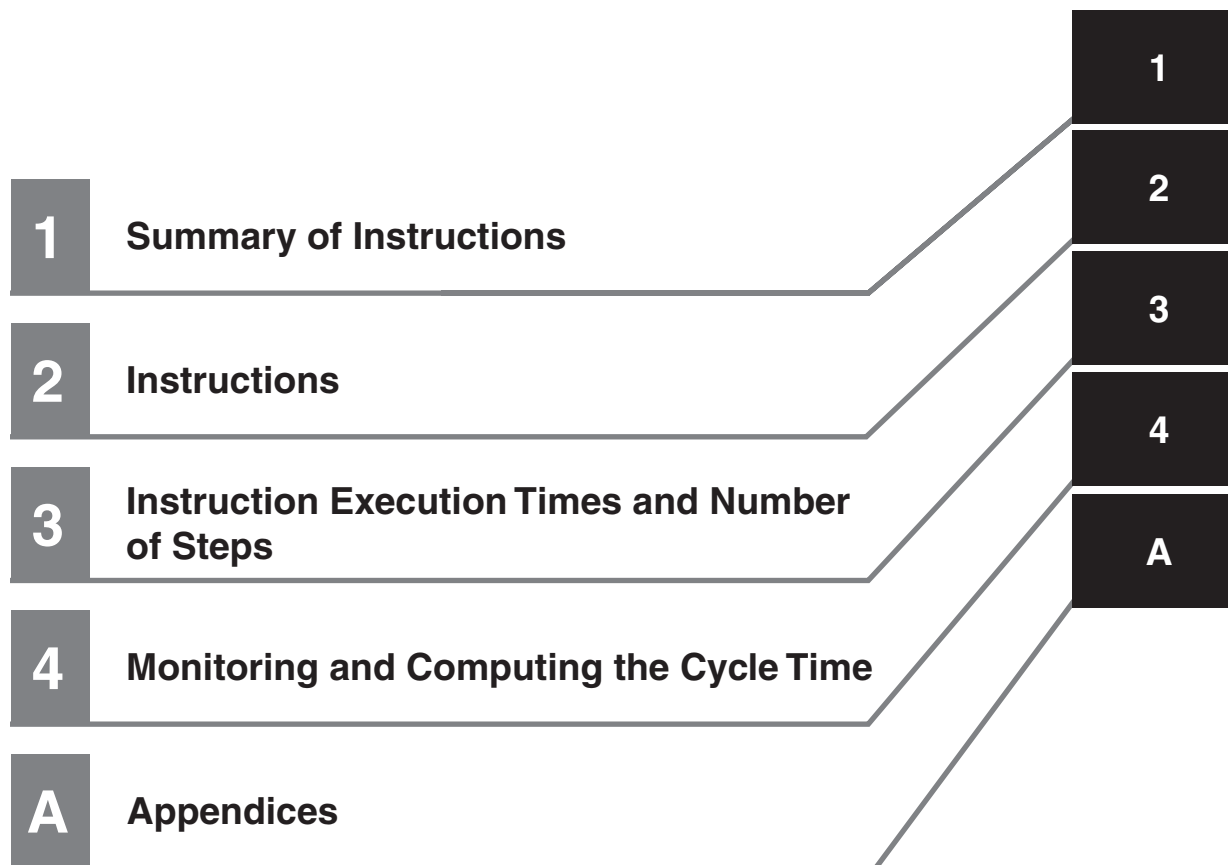 1
Summary of Instructions
2
Instructions
3
Instruction Execution Times and Number
of Steps
4
Monitoring and Computing the Cycle Time
A
Appendices
1
2
3
4
A